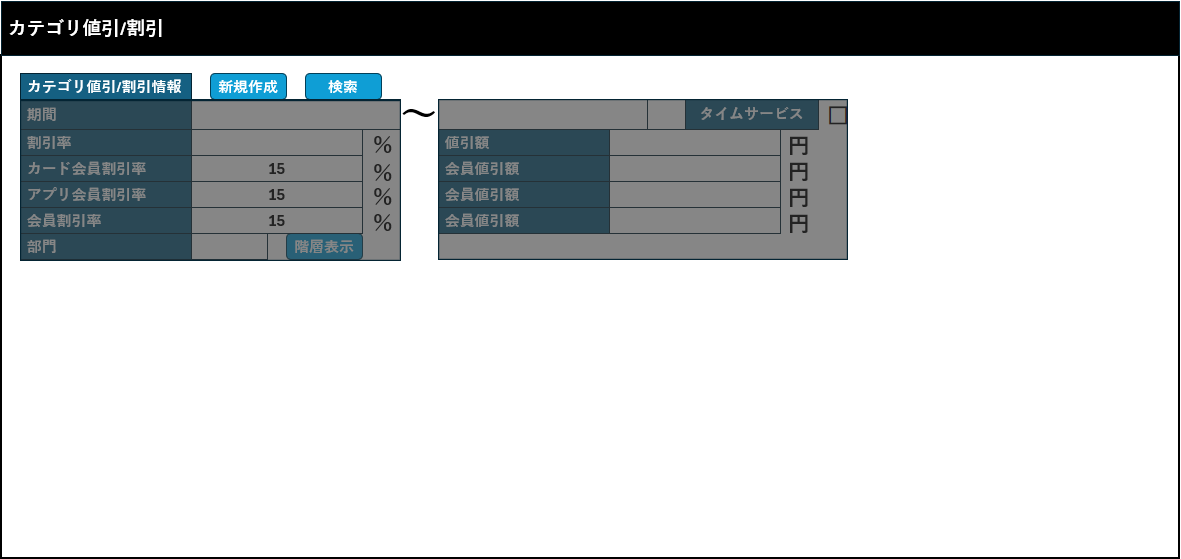 カテゴリ値引/割引
カテゴリ値引/割引情報 新規作成 検索
期間 〜 タイムサービス
割引率 % 値引額 円
カード会員割引率 15 % 会員値引額 円
アプリ会員割引率 15 % 会員値引額 円
会員割引率 15 % 会員値引額 円
部門 階層表示